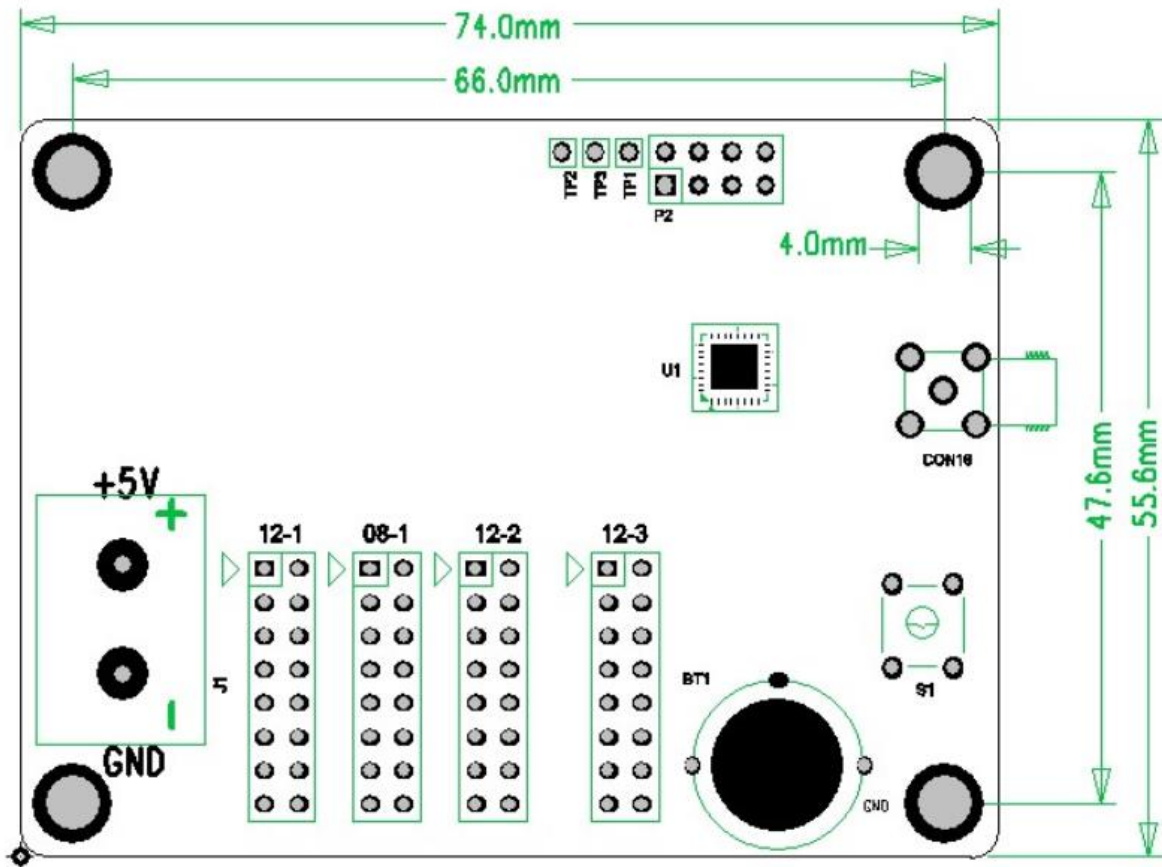 74.0mm
66.0mm
TP2
TP3
TP1
P2
4.0mm
U1
CON16
47.6mm
55.6mm
+5V
+
12-1
08-1
12-2
12-3
J1
BT1
S1
-
GND
GND